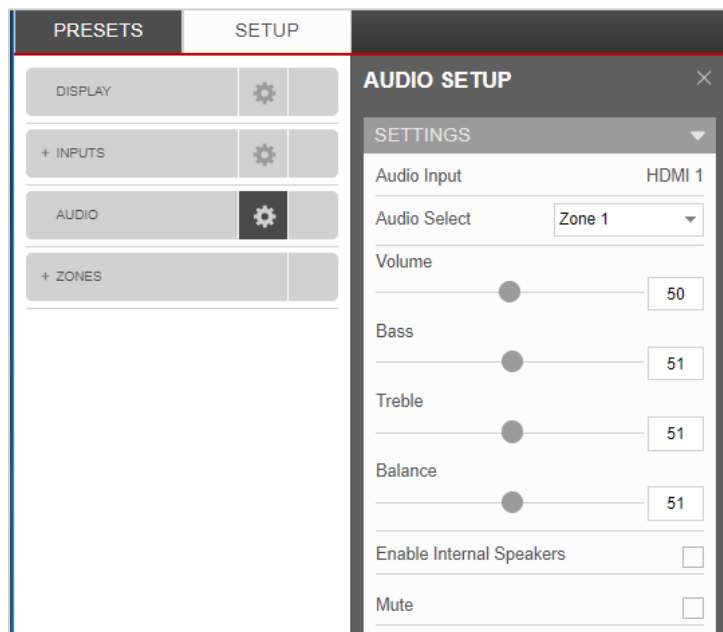 PRESETS
SETUP
DISPLAY
+ INPUTS
AUDIO
+ ZONES
AUDIO SETUP
SETTINGS
Audio Input HDMI 1
Audio Select Zone 1
Volume
50
Bass
51
Treble
51
Balance
51
Enable Internal Speakers
Mute